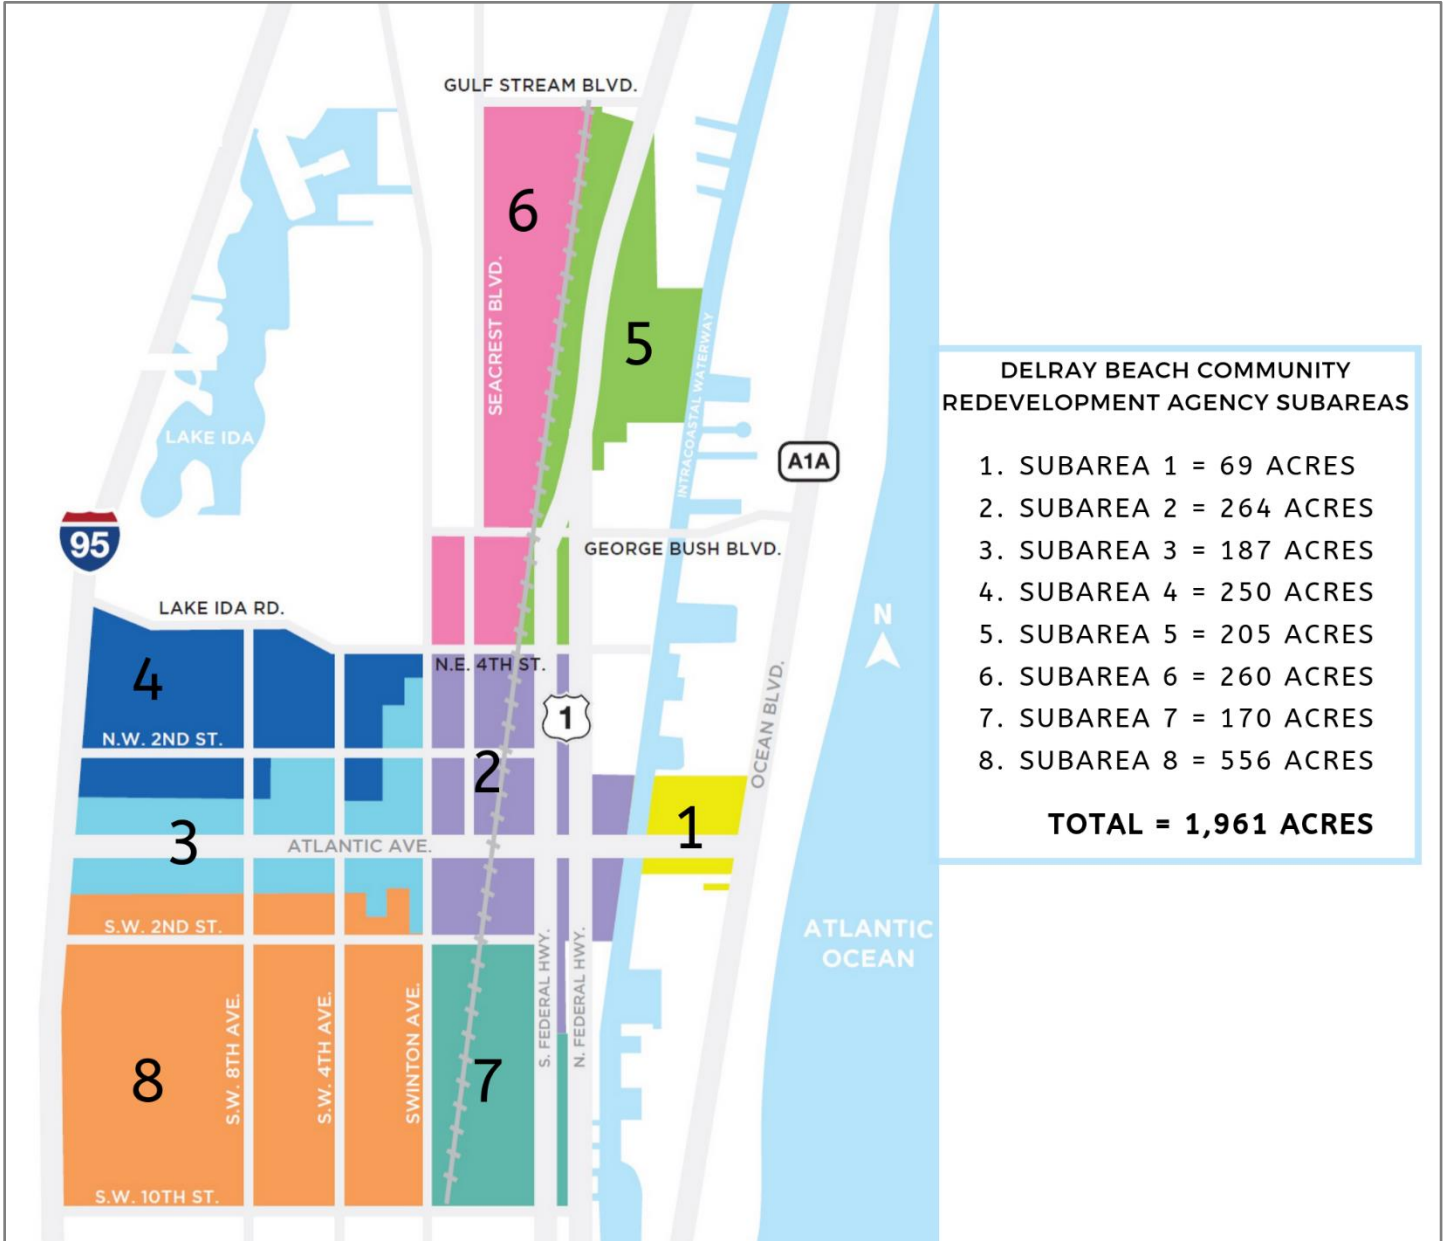 GULF STREAM BLVD.
6
SEACREST BLVD.
5
INTRACOASTAL WATERWAY
LAKE IDA
A1A
95
GEORGE BUSH BLVD.
LAKE IDA RD.
N
4
N.E. 4TH ST.
1
N.W. 2ND ST.
2
OCEAN BLVD.
3
ATLANTIC AVE.
1
S.W. 2ND ST.
ATLANTIC
OCEAN
8
S.W. 8TH AVE.
S.W. 4TH AVE.
SWINTON AVE.
7
S. FEDERAL HWY.
N. FEDERAL HWY.
S.W. 10TH ST.
DELRAY BEACH COMMUNITY
REDEVELOPMENT AGENCY SUBAREAS
1. SUBAREA 1 = 69 ACRES
2. SUBAREA 2 = 264 ACRES
3. SUBAREA 3 = 187 ACRES
4. SUBAREA 4 = 250 ACRES
5. SUBAREA 5 = 205 ACRES
6. SUBAREA 6 = 260 ACRES
7. SUBAREA 7 = 170 ACRES
8. SUBAREA 8 = 556 ACRES
TOTAL = 1,961 ACRES